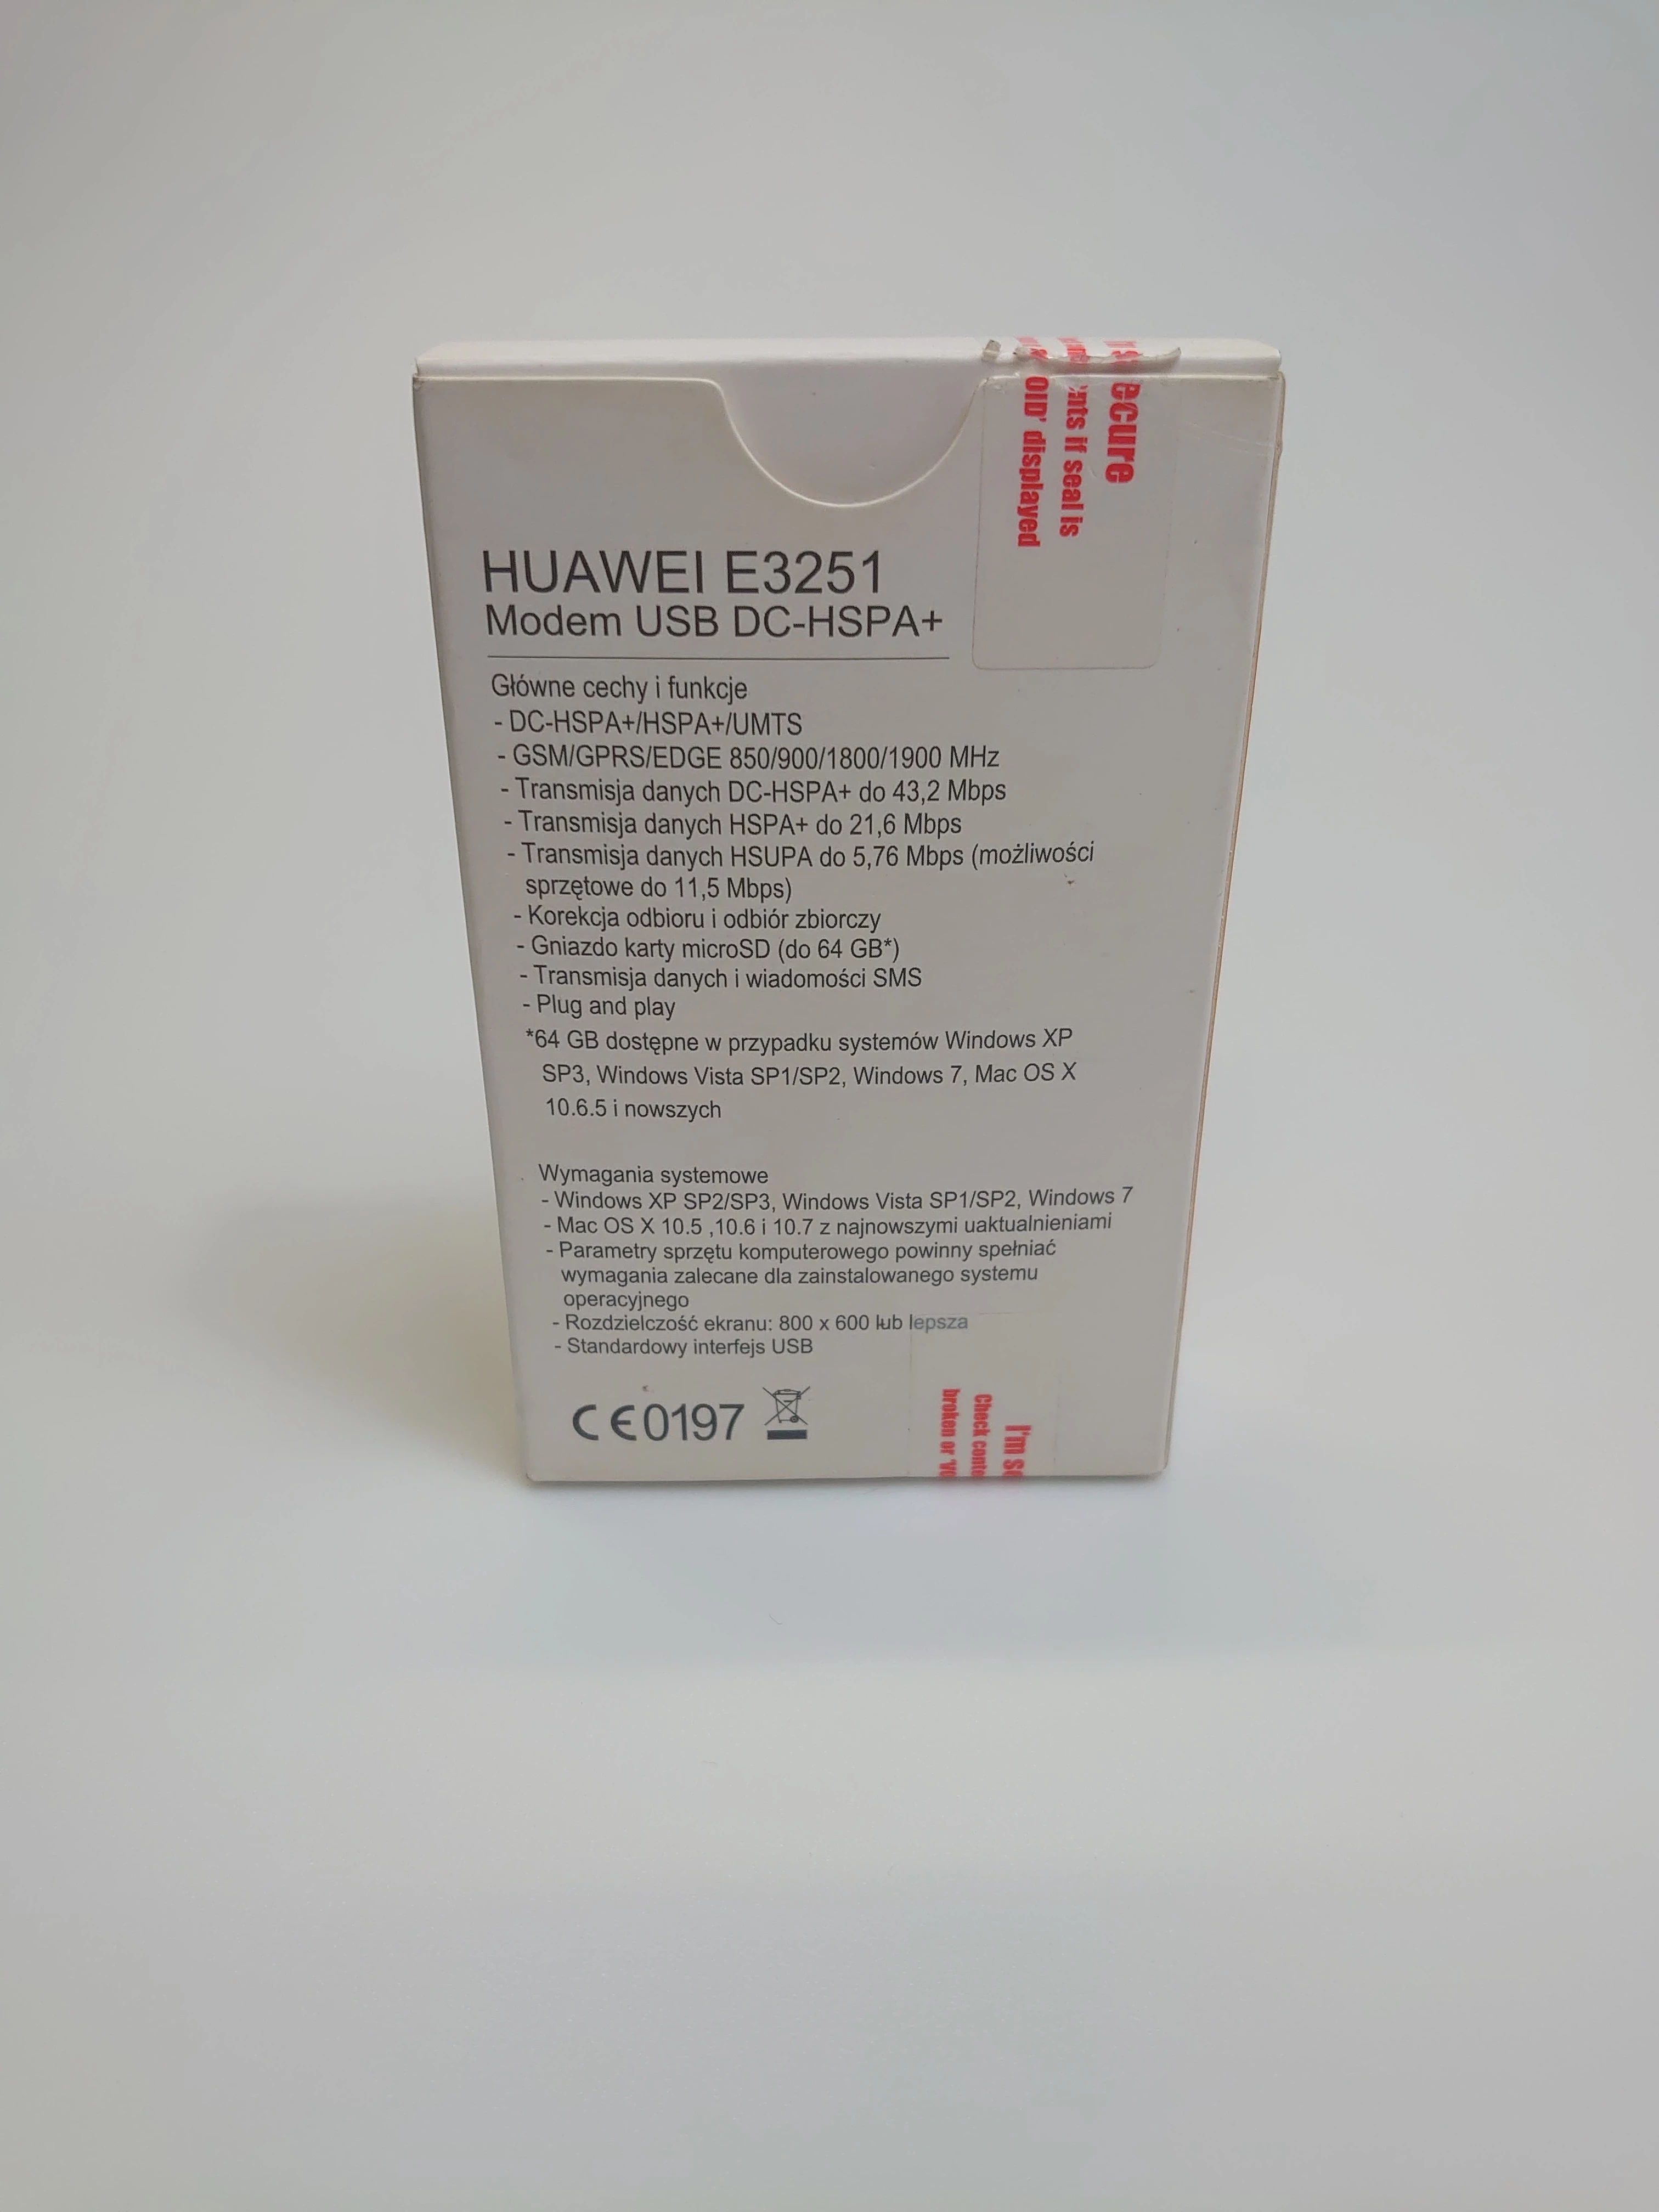 ecure
nts if seal is
OID' displayed
HUAWEI E3251
Modem USB DC-HSPA+
Główne cechy i funkcje
- DC-HSPA+/HSPA+/UMTS
- GSM/GPRS/EDGE 850/900/1800/1900 MHz
- Transmisja danych DC-HSPA+ do 43,2 Mbps
- Transmisja danych HSPA+ do 21,6 Mbps
- Transmisja danych HSUPA do 5,76 Mbps (możliwości
sprzętowe do 11,5 Mbps)
- Korekcja odbioru i odbiór zbiorczy
- Gniazdo karty microSD (do 64 GB*)
- Transmisja danych i wiadomości SMS
- Plug and play
*64 GB dostępne w przypadku systemów Windows XP
SP3, Windows Vista SP1/SP2, Windows 7, Mac OS X
10.6.5 i nowszych
Wymagania systemowe
- Windows XP SP2/SP3, Windows Vista SP1/SP2, Windows 7
- Mac OS X 10.5 ,10.6 i 10.7 z najnowszymi uaktualnieniami
- Parametry sprzętu komputerowego powinny spełniać
wymagania zalecane dla zainstalowanego systemu
operacyjnego
- Rozdzielczość ekranu: 800 x 600 lub lepsza
- Standardowy interfejs USB
CE0197
I'm Se
Check conte
broken or 'VO